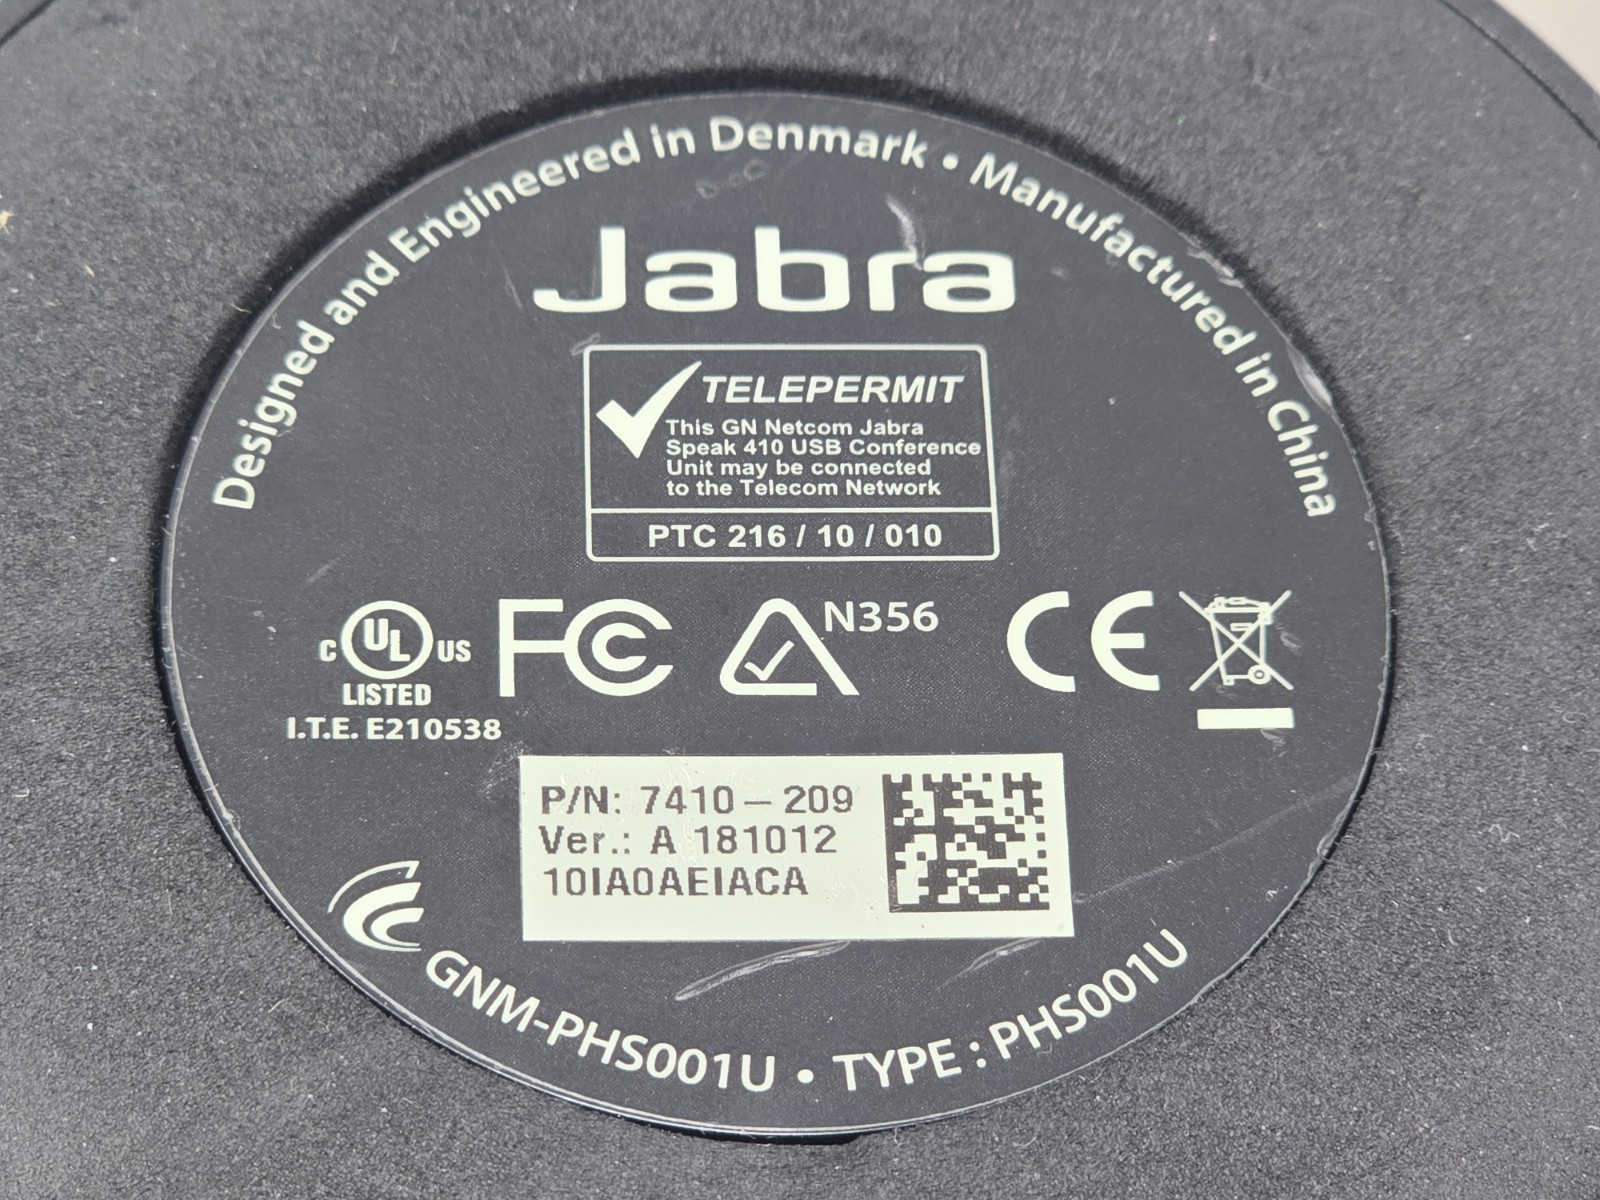 Designed and Engineered in Denmark • Manufactured in China
Jabra
TELEPERMIT
This GN Netcom Jabra
Speak 410 USB Conference
Unit may be connected
to the Telecom Network
PTC 216 / 10 / 010
C UL US
LISTED
I.T.E. E210538
FC
N356
CE
P/N: 7410-209
Ver.: A 181012
10IA0AEIACA
GNM-PHS001U • TYPE : PHS001U